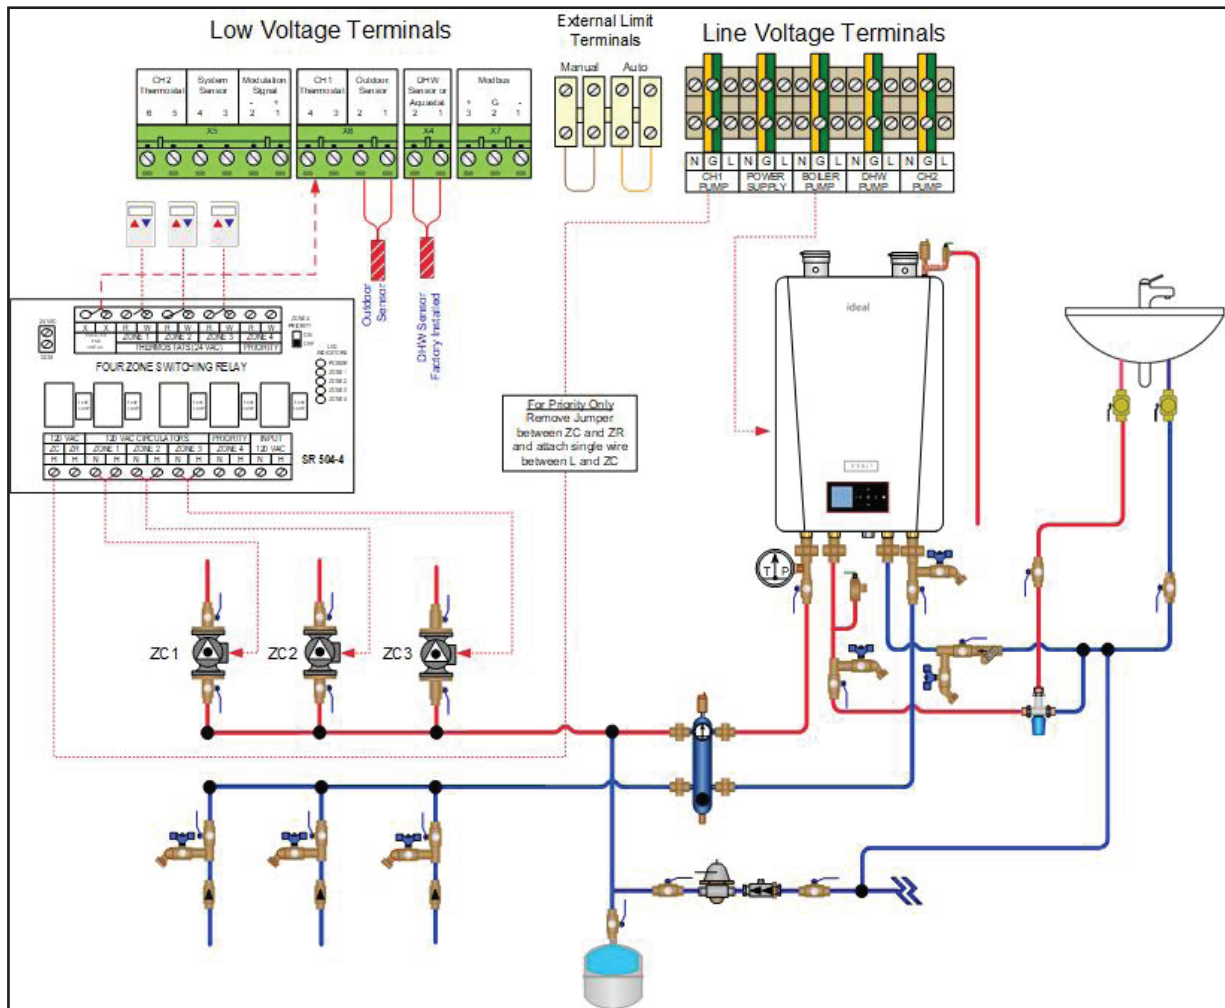 Low Voltage Terminals
External Limit
Terminals
Line Voltage Terminals
Manual Auto
CH2
Thermostat
6 5
System
Sensor
4 3
Modulation
Signal
- +
2 1
X5
CH1
Thermostat
4 3
Outdoor
Sensor
2 1
X6
DHW
Sensor or
Aquastat
2 1
X4
Modbus
+ G -
3 2 1
X7
N G L N G L N G L N G L N G L
CH1
PUMP
POWER
SUPPLY
BOILER
PUMP
DHW
PUMP
CH2
PUMP
Outdoor
Sensor
DHW Sensor
Factory Installed
24 VAC
COM
X X R W R W R W R W
ZONE 1 ZONE 2 ZONE 3 ZONE 4
THERMOSTATS (24 VAC) PRIORITY
ZONE 4
PRIORITY
ON
OFF
LED
INDICATORS
POWER
ZONE 1
ZONE 2
ZONE 3
ZONE 4
FOUR ZONE SWITCHING RELAY
120 VAC 120 VAC CIRCULATORS PRIORITY INPUT
ZC ZR ZONE 1 ZONE 2 ZONE 3 ZONE 4 120 VAC
H H N H N H N H N H N H
SR 504-4
For Priority Only
Remove Jumper
between ZC and ZR
and attach single wire
between L and ZC
ideal
T P
ZC1
ZC2
ZC3